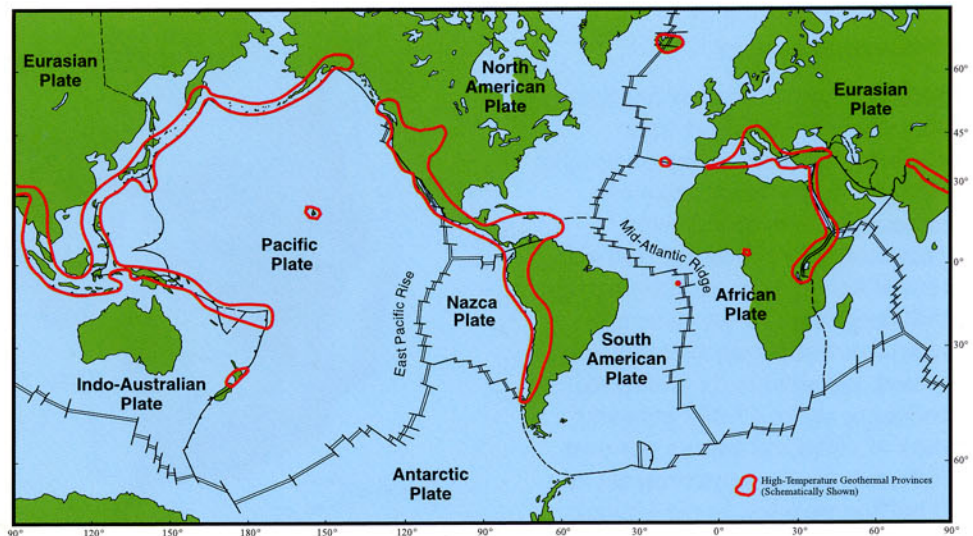 Eurasian
Plate
North
American
Plate
Eurasian
Plate
60°
45°
30°
0°
30°
60°
Pacific
Plate
Mid-Atlantic Ridge
East Pacific Rise
Nazca
Plate
African
Plate
South
American
Plate
Indo-Australian
Plate
Antarctic
Plate
High-Temperature Geothermal Provinces
(Schematically Shown)
90° 120° 150° 180° 150° 120° 90° 60° 30° 0° 30° 60° 90°